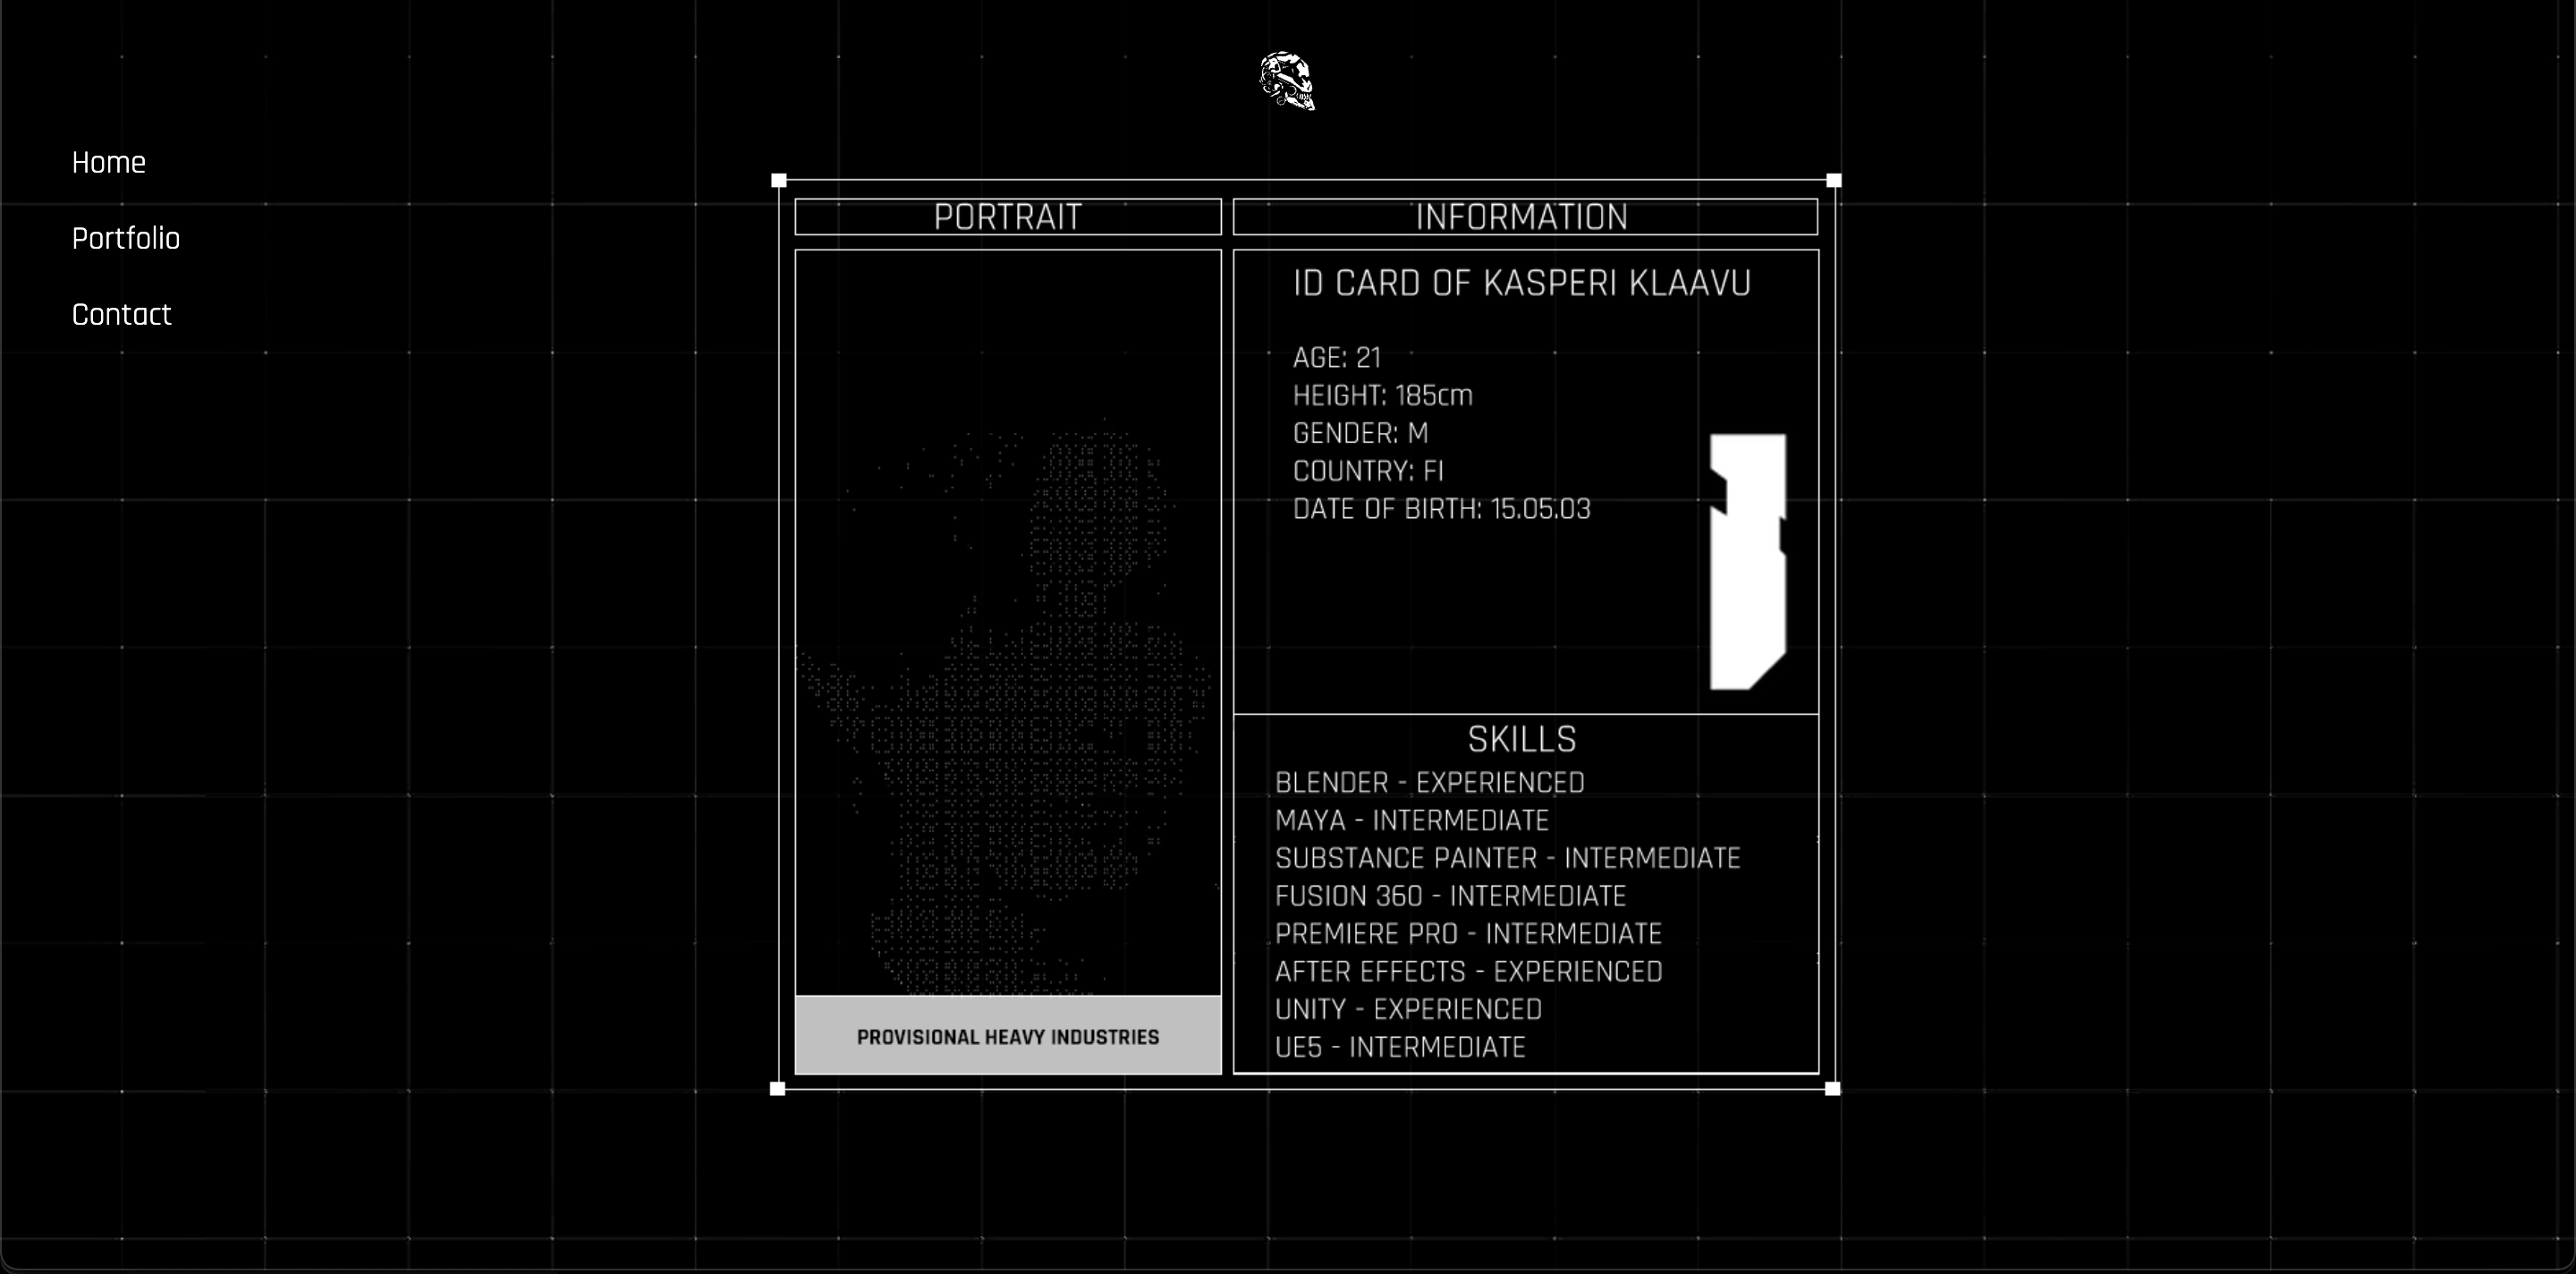 Home
Portfolio
Contact
PORTRAIT
PROVISIONAL HEAVY INDUSTRIES
INFORMATION
ID CARD OF KASPERI KLAAVU
AGE: 21
HEIGHT: 185cm
GENDER: M
COUNTRY: FI
DATE OF BIRTH: 15.05.03
SKILLS
BLENDER - EXPERIENCED
MAYA - INTERMEDIATE
SUBSTANCE PAINTER - INTERMEDIATE
FUSION 360 - INTERMEDIATE
PREMIERE PRO - INTERMEDIATE
AFTER EFFECTS - EXPERIENCED
UNITY - EXPERIENCED
UE5 - INTERMEDIATE